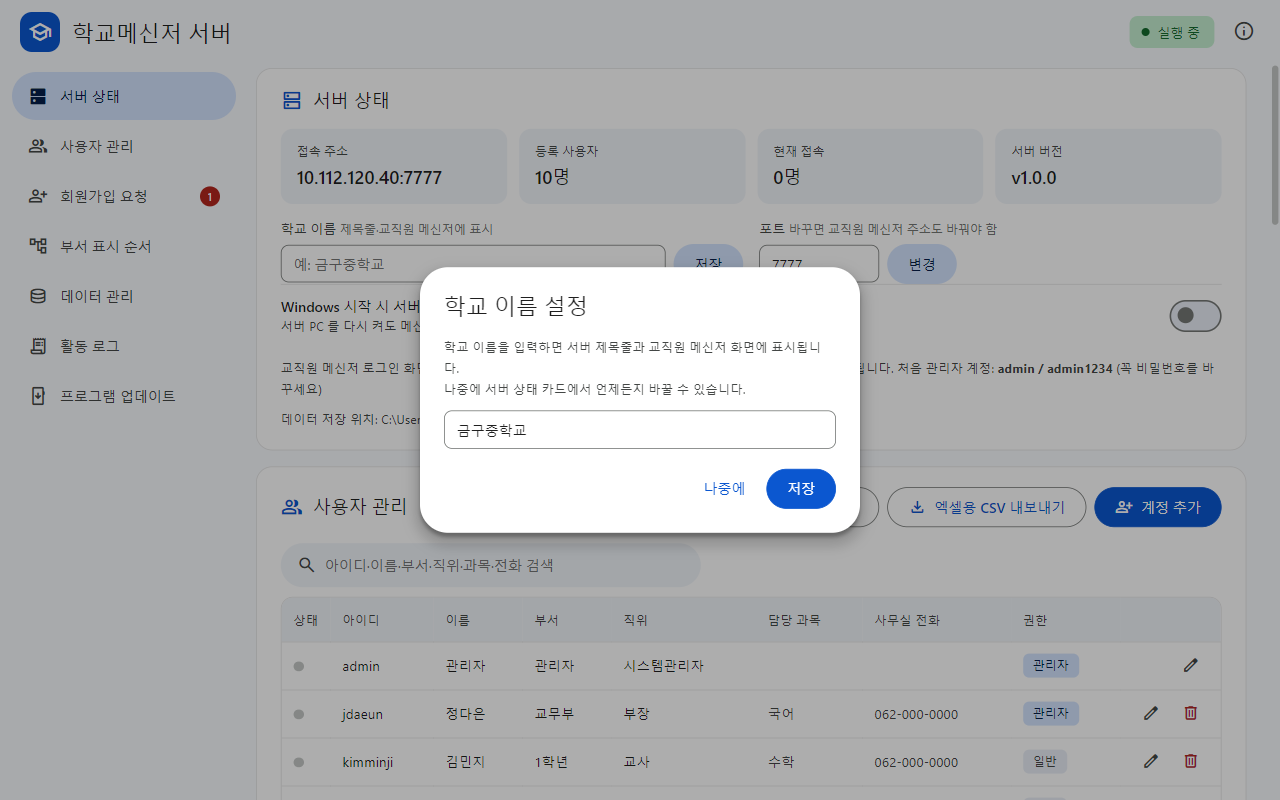 학교메신저 서버
실행 중
서버 상태
사용자 관리
회원가입 요청
1
부서 표시 순서
데이터 관리
활동 로그
프로그램 업데이트
서버 상태
접속 주소
10.112.120.40:7777
등록 사용자
10명
현재 접속
0명
서버 버전
v1.0.0
학교 이름 제목줄·교직원 메신저에 표시
예: 금구중학교
저장
포트 바꾸면 교직원 메신저 주소도 바꿔야 함
7777
변경
Windows 시작 시 서버
서버 PC 를 다시 켜도 메신
교직원 메신저 로그인 화면
됩니다. 처음 관리자 계정: admin / admin1234 (꼭 비밀번호를 바
꾸세요)
데이터 저장 위치: C:\User
학교 이름 설정
학교 이름을 입력하면 서버 제목줄과 교직원 메신저 화면에 표시됩니
다.
나중에 서버 상태 카드에서 언제든지 바꿀 수 있습니다.
금구중학교
나중에
저장
사용자 관리
엑셀용 CSV 내보내기
계정 추가
아이디·이름·부서·직위·과목·전화 검색
상태 아이디 이름 부서 직위 담당 과목 사무실 전화 권한
admin 관리자 관리자 시스템관리자 관리자
jdaeun 정다은 교무부 부장 국어 062-000-0000 관리자
kimminji 김민지 1학년 교사 수학 062-000-0000 일반